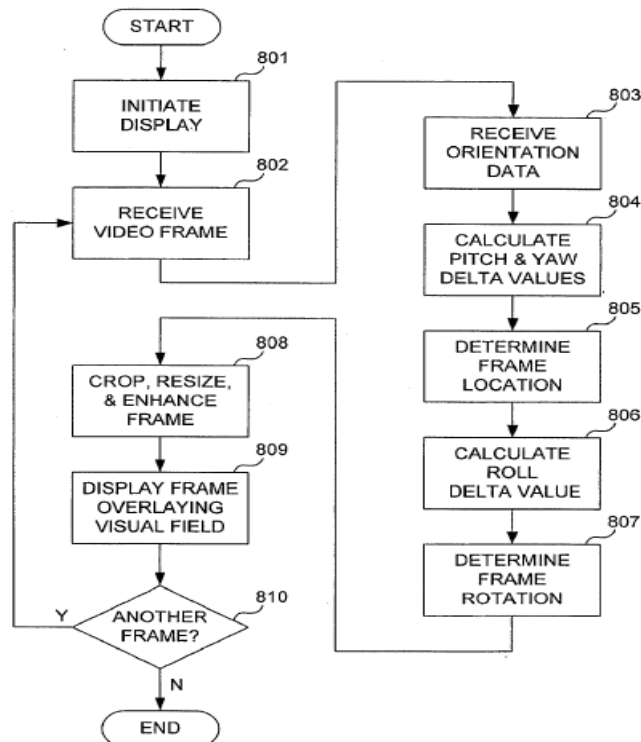 START
801
INITIATE
DISPLAY
802
RECEIVE
VIDEO FRAME
803
RECEIVE
ORIENTATION
DATA
804
CALCULATE
PITCH & YAW
DELTA VALUES
805
DETERMINE
FRAME
LOCATION
806
CALCULATE
ROLL
DELTA VALUE
807
DETERMINE
FRAME
ROTATION
808
CROP, RESIZE,
& ENHANCE
FRAME
809
DISPLAY FRAME
OVERLAYING
VISUAL FIELD
810
ANOTHER
FRAME?
Y
N
END